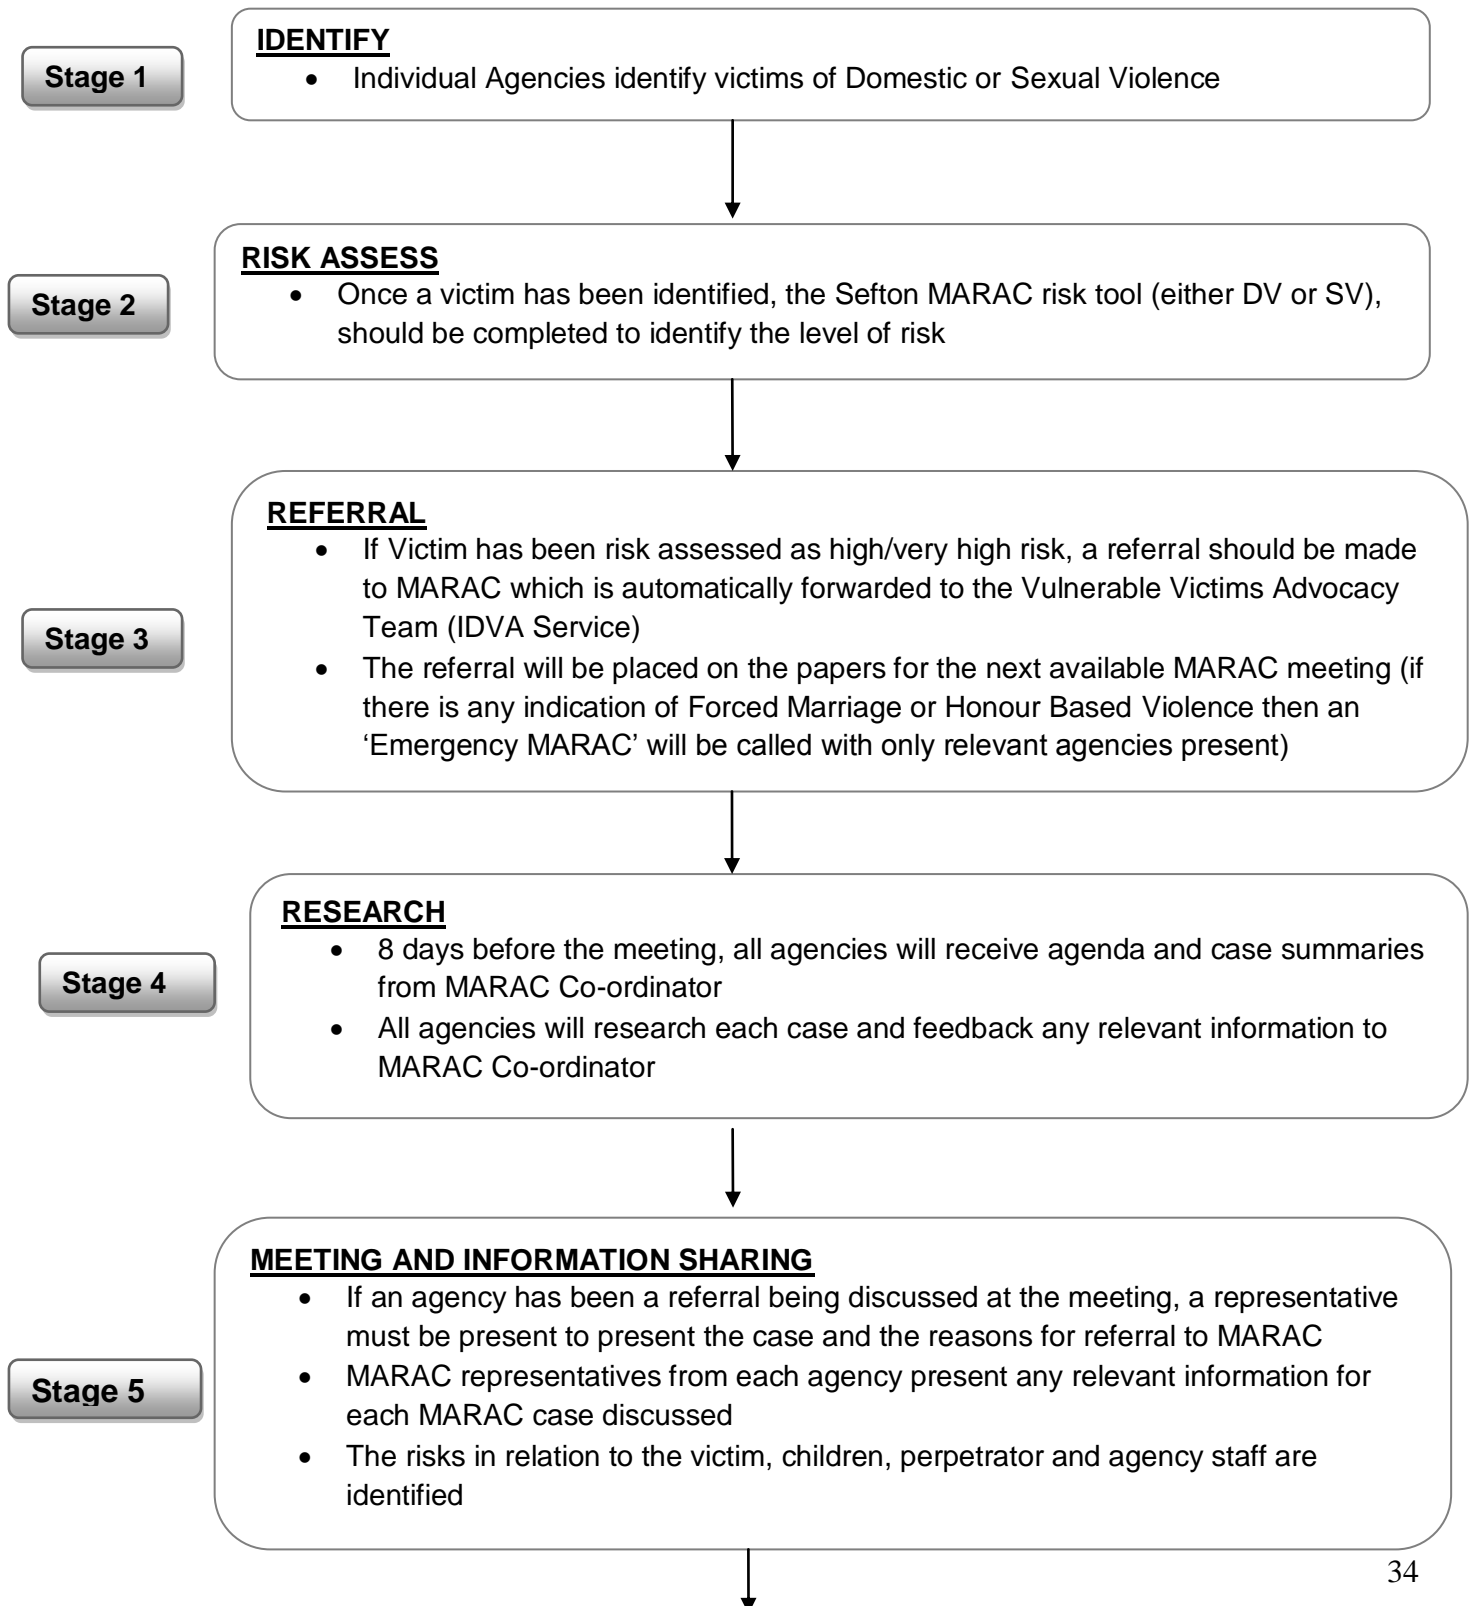 IDENTIFY
Stage 1
• Individual Agencies identify victims of Domestic or Sexual Violence
RISK ASSESS
Stage 2
• Once a victim has been identified, the Sefton MARAC risk tool (either DV or SV),
should be completed to identify the level of risk
REFERRAL
• If Victim has been risk assessed as high/very high risk, a referral should be made
to MARAC which is automatically forwarded to the Vulnerable Victims Advocacy
Team (IDVA Service)
Stage 3
• The referral will be placed on the papers for the next available MARAC meeting (if
there is any indication of Forced Marriage or Honour Based Violence then an
‘Emergency MARAC’ will be called with only relevant agencies present)
RESEARCH
• 8 days before the meeting, all agencies will receive agenda and case summaries
from MARAC Co-ordinator
Stage 4
• All agencies will research each case and feedback any relevant information to
MARAC Co-ordinator
MEETING AND INFORMATION SHARING
• If an agency has been a referral being discussed at the meeting, a representative
must be present to present the case and the reasons for referral to MARAC
• MARAC representatives from each agency present any relevant information for
each MARAC case discussed
Stage 5
• The risks in relation to the victim, children, perpetrator and agency staff are
identified
34